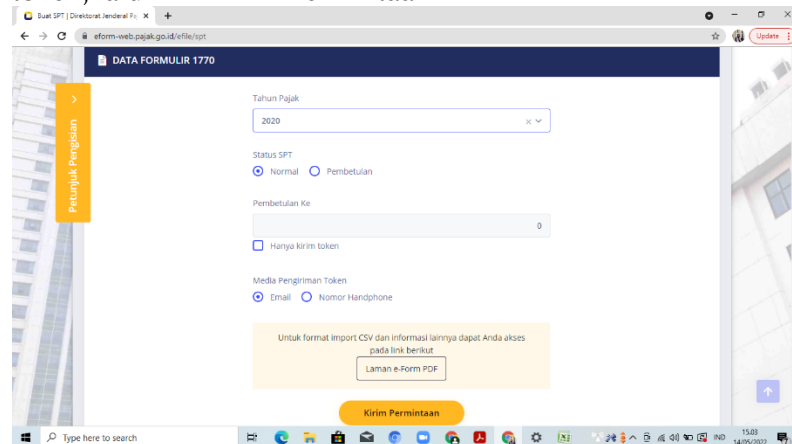 Buat SPT | Direktorat Jenderal Paj
eform-web.pajak.go.id/efile/spt
Update
DATA FORMULIR 1770
Petunjuk Pengisian
Tahun Pajak
2020
Status SPT
Normal Pembetulan
Pembetulan Ke
0
Hanya kirim token
Media Pengiriman Token
Email Nomor Handphone
Untuk format import CSV dan informasi lainnya dapat Anda akses
pada link berikut
Laman e-Form PDF
Kirim Permintaan
Type here to search
IND
15.03
14/05/2022